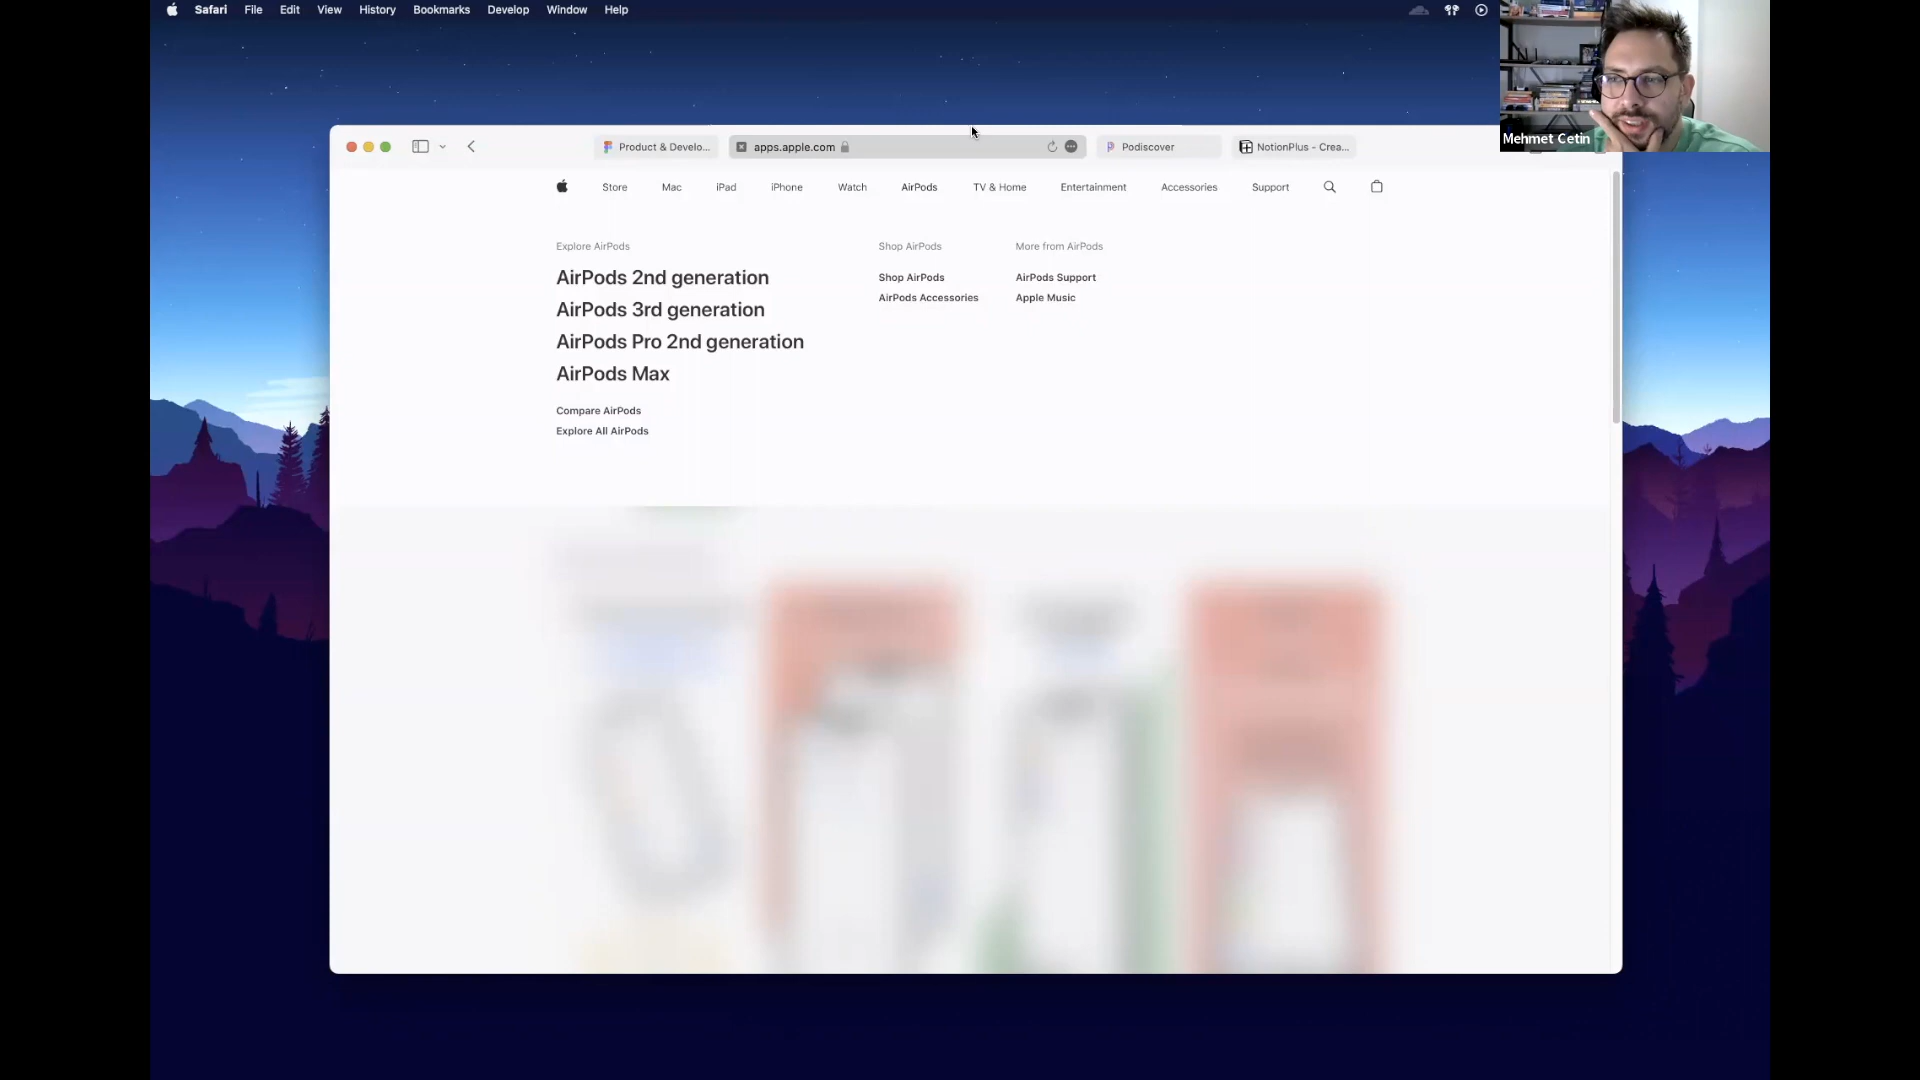 Safari File Edit View History Bookmarks Develop Window Help
Mehmet Cetin
Product & Develo... apps.apple.com Podiscover NotionPlus - Crea...
Store Mac iPad iPhone Watch AirPods TV & Home Entertainment Accessories Support
Explore AirPods
AirPods 2nd generation
AirPods 3rd generation
AirPods Pro 2nd generation
AirPods Max
Compare AirPods
Explore All AirPods
Shop AirPods
Shop AirPods
AirPods Accessories
More from AirPods
AirPods Support
Apple Music